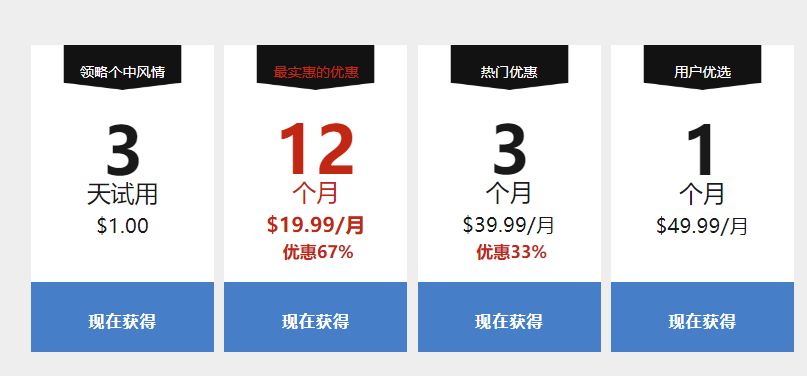 领略个中风情
3
天试用
$1.00
现在获得
最实惠的优惠
12
个月
$19.99/月
优惠67%
现在获得
热门优惠
3
个月
$39.99/月
优惠33%
现在获得
用户优选
1
个月
$49.99/月
现在获得